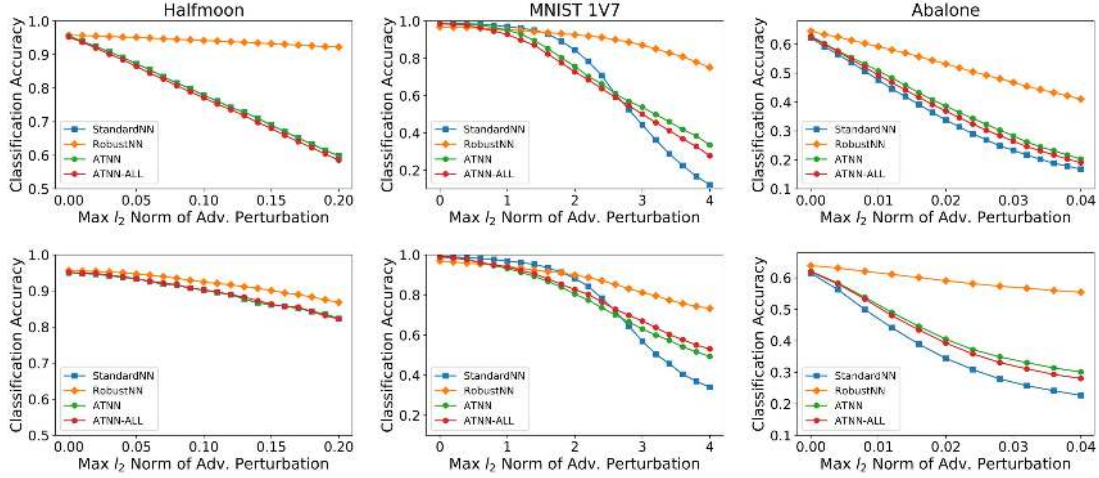 Halfmoon
Classification Accuracy
1.0
0.9
0.8
0.7
0.6
0.5
StandardNN
RobustNN
ATNN
ATNN-ALL
0.00 0.05 0.10 0.15 0.20
Max l₂ Norm of Adv. Perturbation
MNIST 1V7
Classification Accuracy
1.0
0.8
0.6
0.4
0.2
StandardNN
RobustNN
ATNN
ATNN-ALL
0 1 2 3 4
Max l₂ Norm of Adv. Perturbation
Abalone
Classification Accuracy
0.6
0.5
0.4
0.3
0.2
0.1
StandardNN
RobustNN
ATNN
ATNN-ALL
0.00 0.01 0.02 0.03 0.04
Max l₂ Norm of Adv. Perturbation
Classification Accuracy
1.0
0.9
0.8
0.7
0.6
0.5
StandardNN
RobustNN
ATNN
ATNN-ALL
0.00 0.05 0.10 0.15 0.20
Max l₂ Norm of Adv. Perturbation
Classification Accuracy
1.0
0.8
0.6
0.4
0.2
StandardNN
RobustNN
ATNN
ATNN-ALL
0 1 2 3 4
Max l₂ Norm of Adv. Perturbation
Classification Accuracy
0.6
0.5
0.4
0.3
0.2
0.1
StandardNN
RobustNN
ATNN
ATNN-ALL
0.00 0.01 0.02 0.03 0.04
Max l₂ Norm of Adv. Perturbation